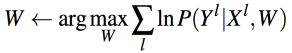 W ← arg max_W ∑_l ln P(Y^l|X^l, W)